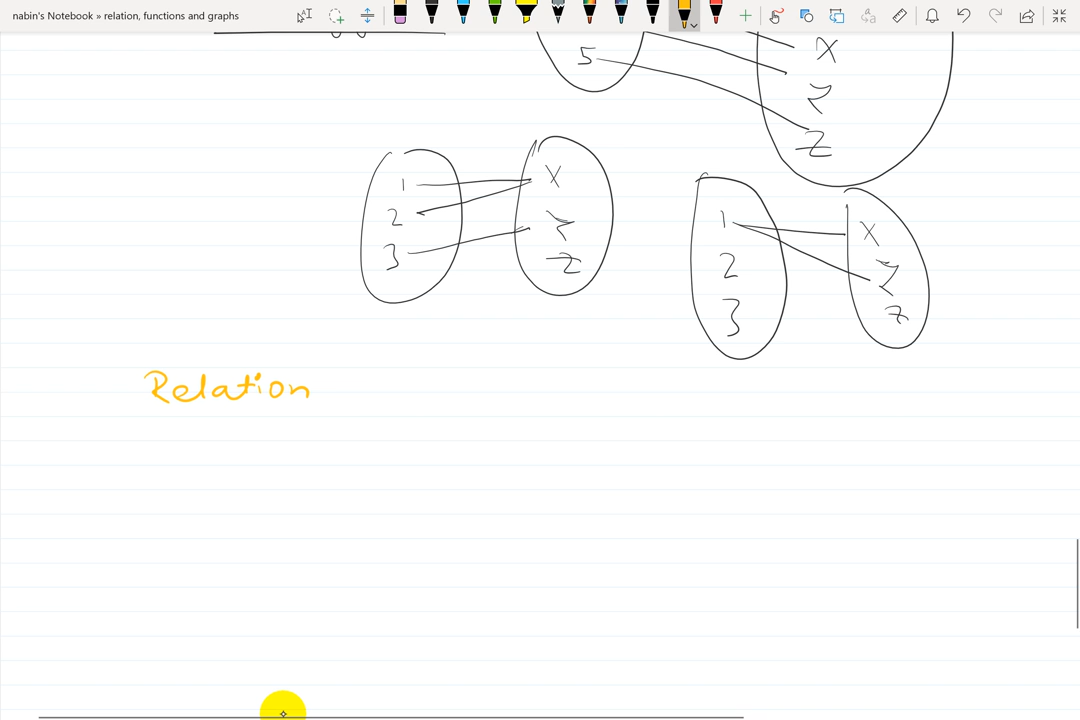 nabin's Notebook » relation, functions and graphs
5
X
Y
Z
1
2
3
X
Y
Z
1
2
3
X
Y
Z
Relation